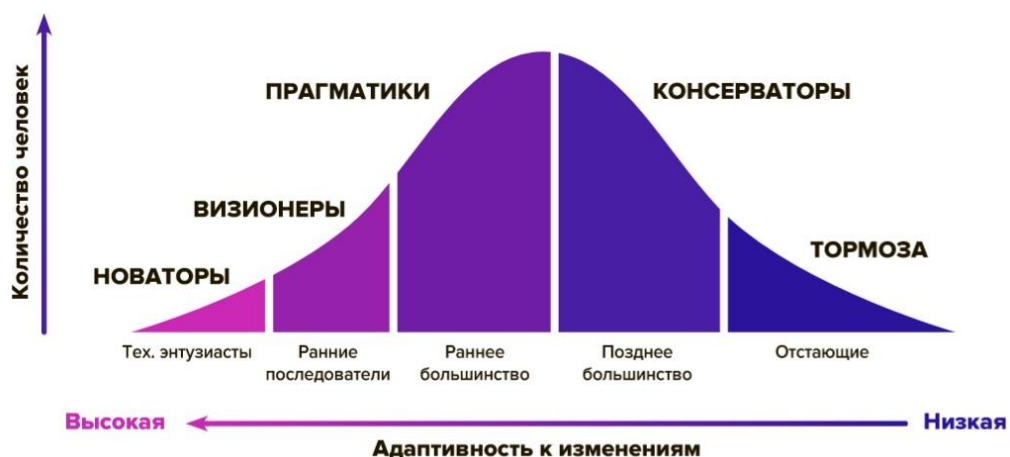 Количество человек
ПРАГМАТИКИ
КОНСЕРВАТОРЫ
ВИЗИОНЕРЫ
НОВАТОРЫ
ТОРМОЗА
Тех. энтузиасты
Ранние
последователи
Раннее
большинство
Позднее
большинство
Отстающие
Высокая
Низкая
Адаптивность к изменениям